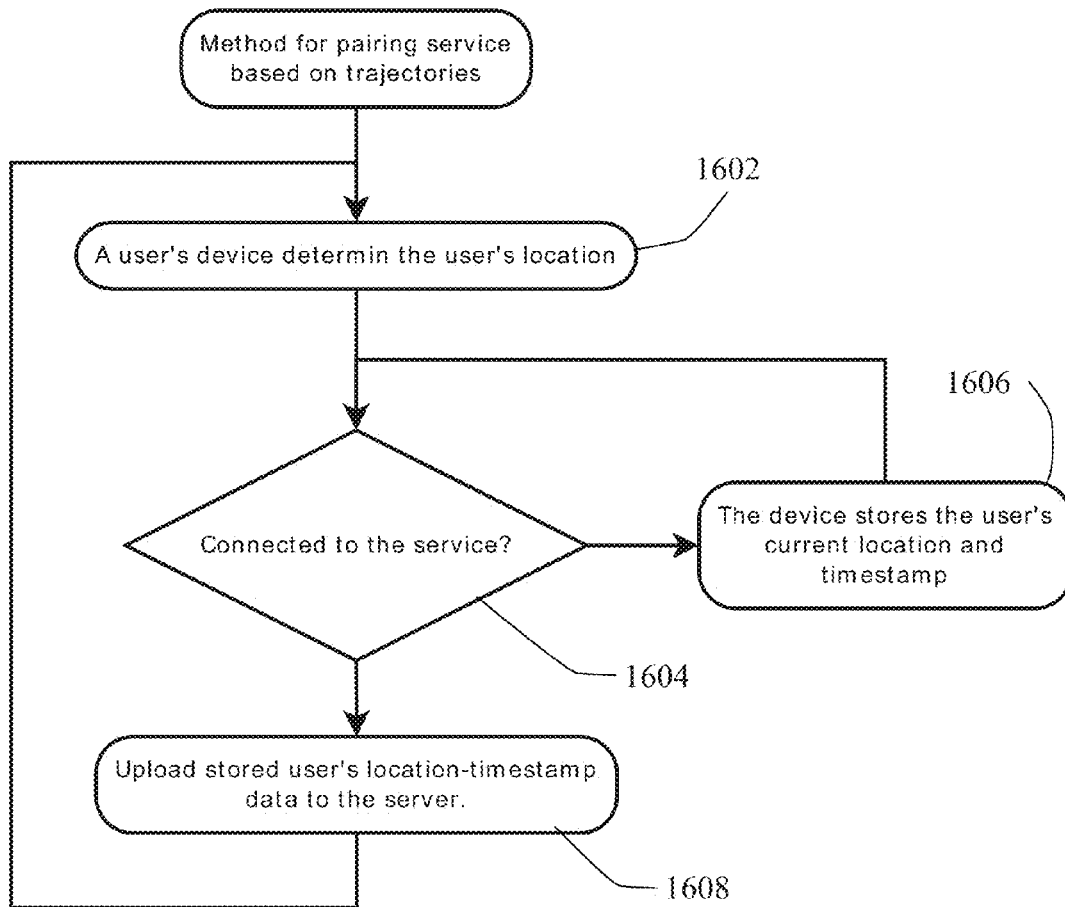 Method for pairing service
based on trajectories
1602
A user's device determin the user's location
1606
The device stores the user's
current location and
timestamp
Connected to the service?
1604
Upload stored user's location-timestamp
data to the server.
1608